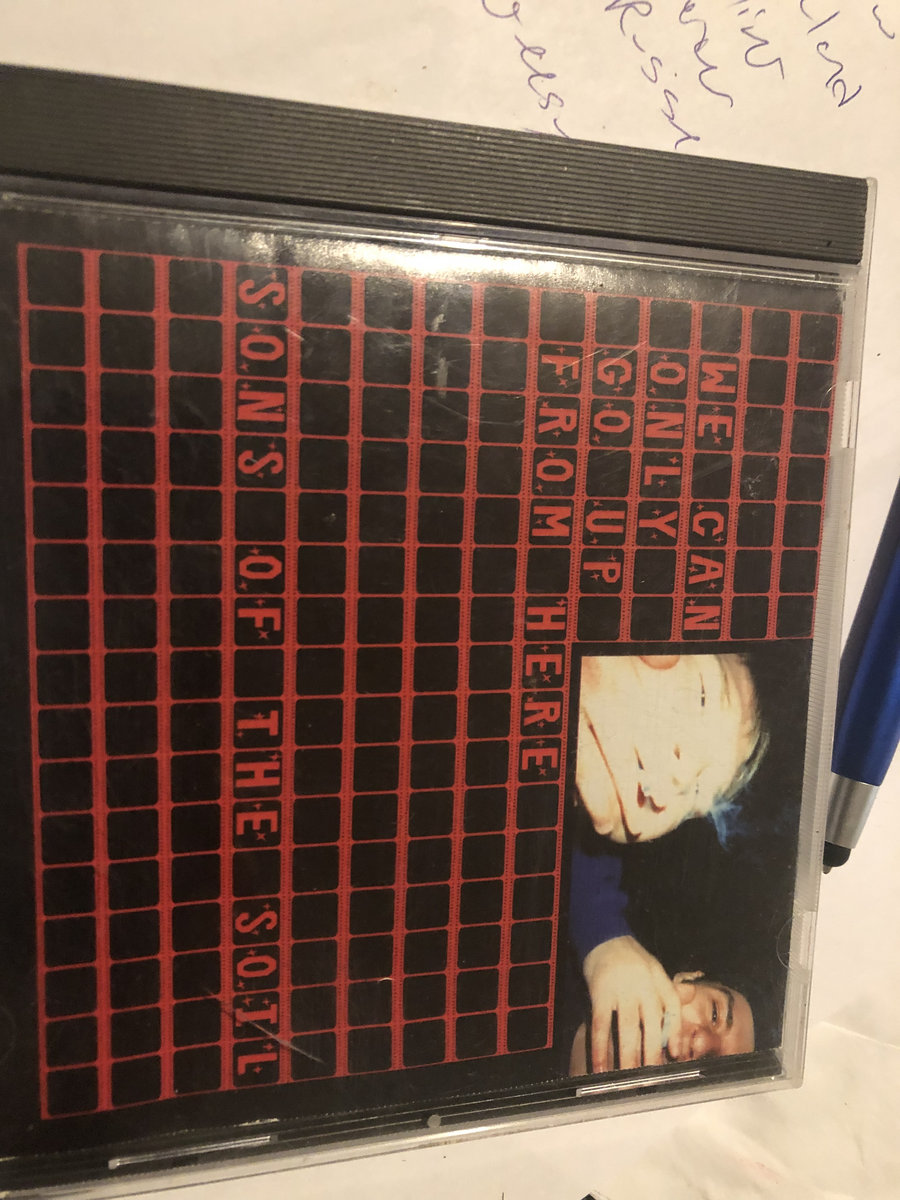 WE CAN
ONLY
GO UP
FROM HERE
SONS OF THE SOIL